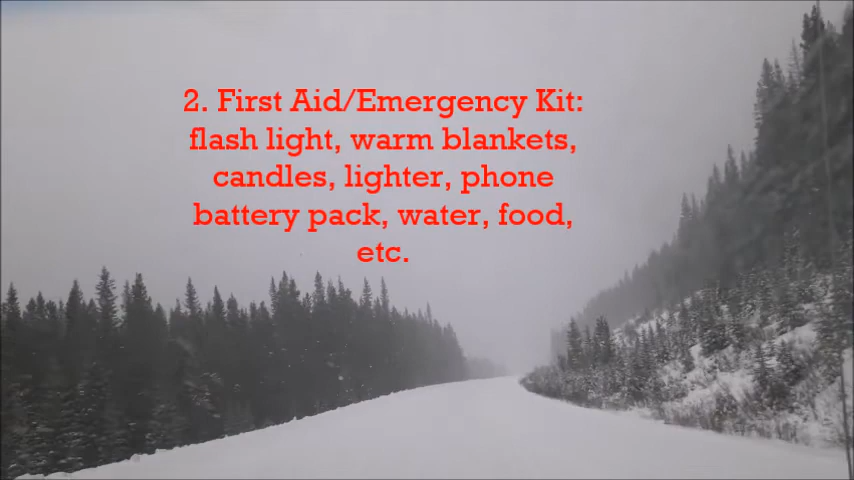 2. First Aid/Emergency Kit:
flash light, warm blankets,
candles, lighter, phone
battery pack, water, food,
etc.